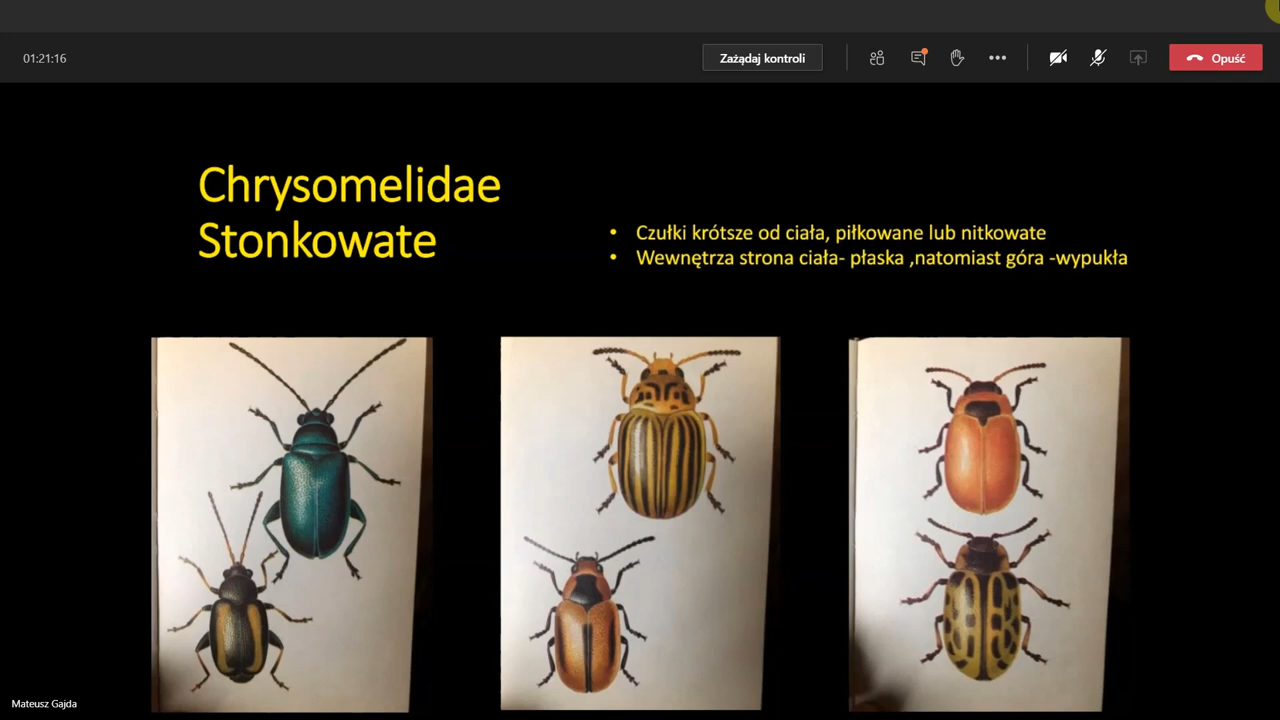 01:21:16
Zażądaj kontroli
Opuść
Chrysomelidae
Stonkowate
• Czułki krótsze od ciała, piłkowane lub nitkowate
• Wewnętrza strona ciała- płaska ,natomiast góra -wypukła
Mateusz Gajda